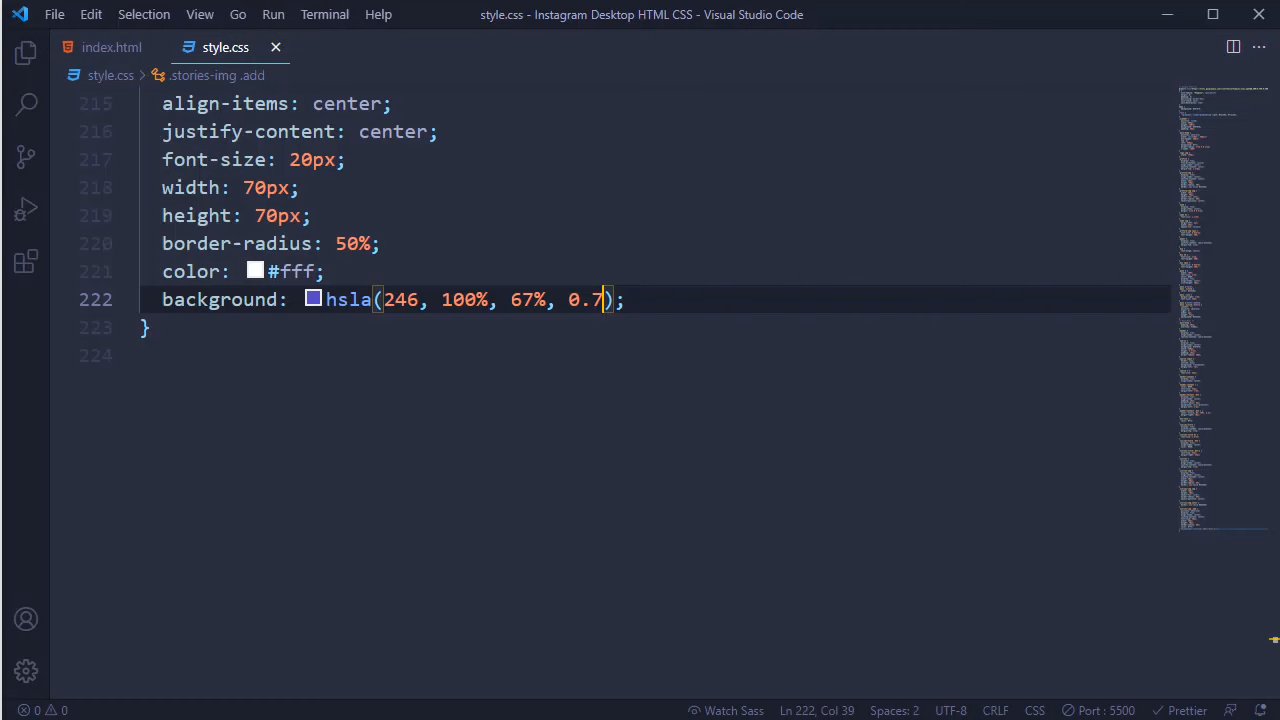 File Edit Selection View Go Run Terminal Help style.css - Instagram Desktop HTML CSS - Visual Studio Code
index.html style.css
style.css > .stories-img .add
215 align-items: center;
216 justify-content: center;
217 font-size: 20px;
218 width: 70px;
219 height: 70px;
220 border-radius: 50%;
221 color: #fff;
222 background: hsla(246, 100%, 67%, 0.7);
223 }
224
0 0 Watch Sass Ln 222, Col 39 Spaces: 2 UTF-8 CRLF CSS Port : 5500 Prettier